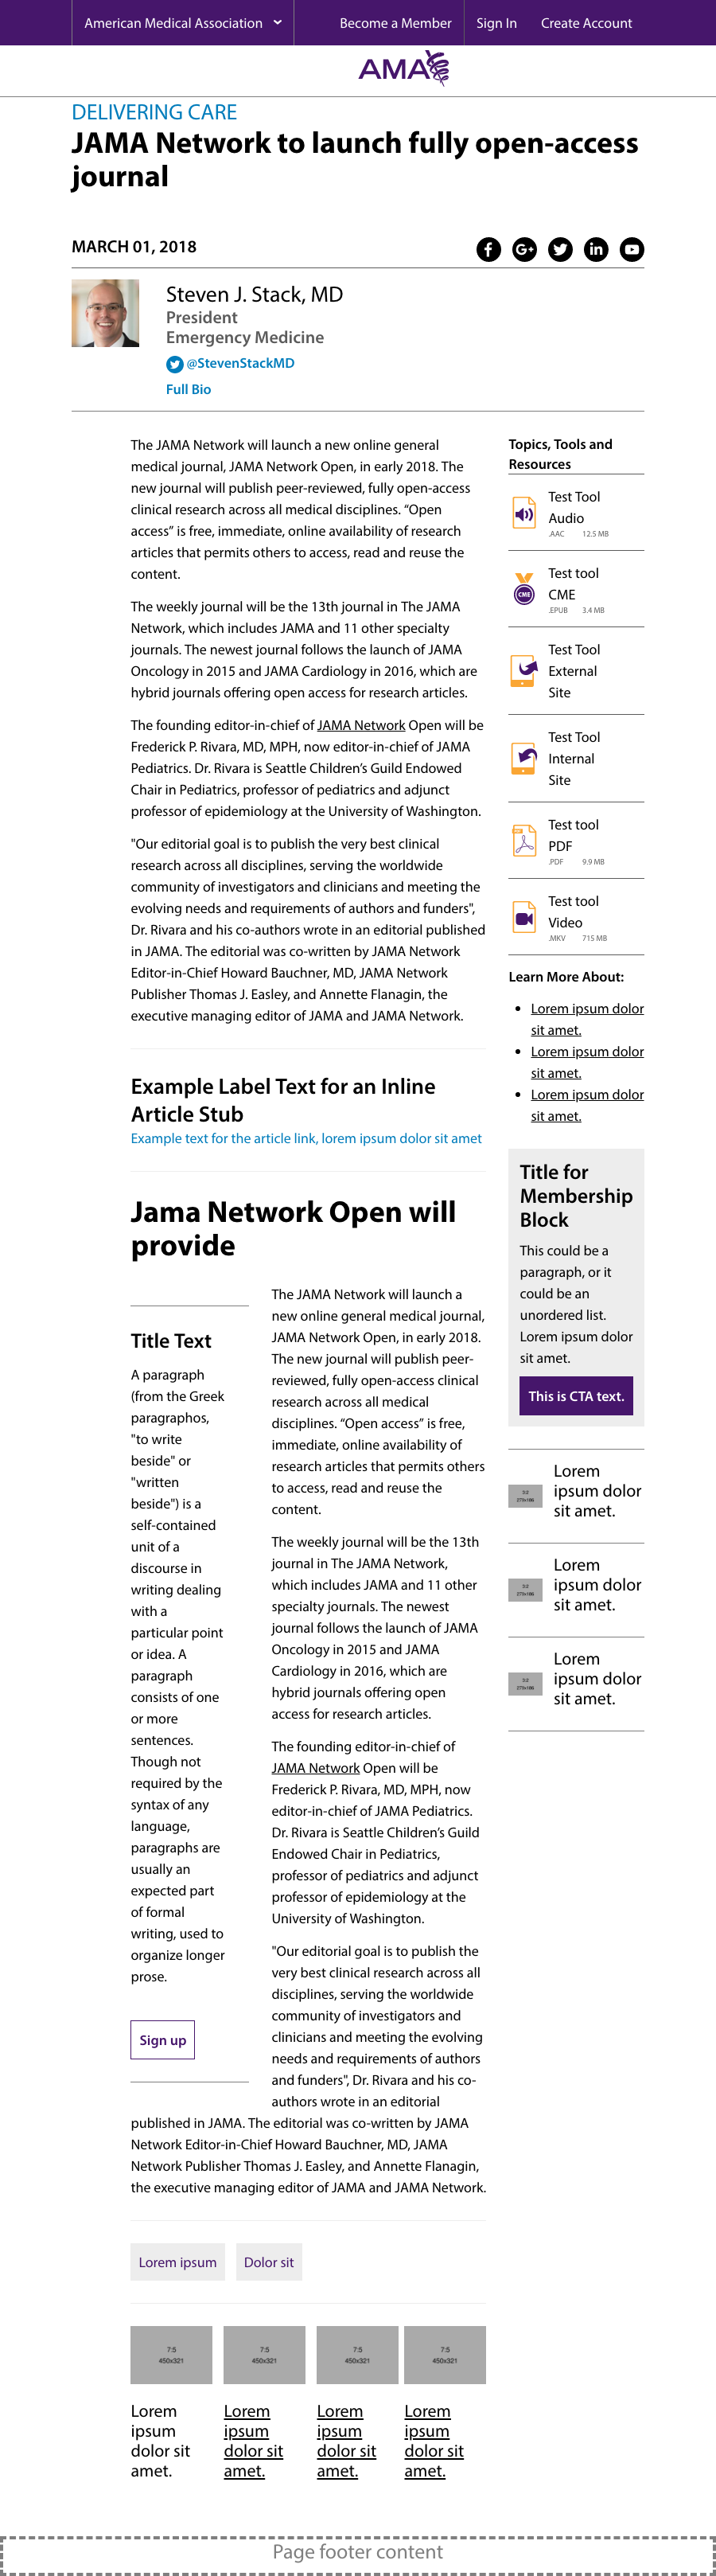 American Medical Association
Become a Member
Sign In
Create Account
AMA
DELIVERING CARE
JAMA Network to launch fully open-access
journal
MARCH 01, 2018
Steven J. Stack, MD
President
Emergency Medicine
@StevenStackMD
Full Bio
The JAMA Network will launch a new online general
medical journal, JAMA Network Open, in early 2018. The
new journal will publish peer-reviewed, fully open-access
clinical research across all medical disciplines. “Open
access” is free, immediate, online availability of research
articles that permits others to access, read and reuse the
content.
The weekly journal will be the 13th journal in The JAMA
Network, which includes JAMA and 11 other specialty
journals. The newest journal follows the launch of JAMA
Oncology in 2015 and JAMA Cardiology in 2016, which are
hybrid journals offering open access for research articles.
The founding editor-in-chief of JAMA Network Open will be
Frederick P. Rivara, MD, MPH, now editor-in-chief of JAMA
Pediatrics. Dr. Rivara is Seattle Children’s Guild Endowed
Chair in Pediatrics, professor of pediatrics and adjunct
professor of epidemiology at the University of Washington.
"Our editorial goal is to publish the very best clinical
research across all disciplines, serving the worldwide
community of investigators and clinicians and meeting the
evolving needs and requirements of authors and funders",
Dr. Rivara and his co-authors wrote in an editorial published
in JAMA. The editorial was co-written by JAMA Network
Editor-in-Chief Howard Bauchner, MD, JAMA Network
Publisher Thomas J. Easley, and Annette Flanagin, the
executive managing editor of JAMA and JAMA Network.
Example Label Text for an Inline
Article Stub
Example text for the article link, lorem ipsum dolor sit amet
Jama Network Open will
provide
Title Text
A paragraph
(from the Greek
paragraphos,
"to write
beside" or
"written
beside") is a
self-contained
unit of a
discourse in
writing dealing
with a
particular point
or idea. A
paragraph
consists of one
or more
sentences.
Though not
required by the
syntax of any
language,
paragraphs are
usually an
expected part
of formal
writing, used to
organize longer
prose.
Sign up
The JAMA Network will launch a
new online general medical journal,
JAMA Network Open, in early 2018.
The new journal will publish peer-
reviewed, fully open-access clinical
research across all medical
disciplines. “Open access” is free,
immediate, online availability of
research articles that permits others
to access, read and reuse the
content.
The weekly journal will be the 13th
journal in The JAMA Network,
which includes JAMA and 11 other
specialty journals. The newest
journal follows the launch of JAMA
Oncology in 2015 and JAMA
Cardiology in 2016, which are
hybrid journals offering open
access for research articles.
The founding editor-in-chief of
JAMA Network Open will be
Frederick P. Rivara, MD, MPH, now
editor-in-chief of JAMA Pediatrics.
Dr. Rivara is Seattle Children’s Guild
Endowed Chair in Pediatrics,
professor of pediatrics and adjunct
professor of epidemiology at the
University of Washington.
"Our editorial goal is to publish the
very best clinical research across all
disciplines, serving the worldwide
community of investigators and
clinicians and meeting the evolving
needs and requirements of authors
and funders", Dr. Rivara and his co-
authors wrote in an editorial
published in JAMA. The editorial was co-written by JAMA
Network Editor-in-Chief Howard Bauchner, MD, JAMA
Network Publisher Thomas J. Easley, and Annette Flanagin,
the executive managing editor of JAMA and JAMA Network.
Lorem ipsum
Dolor sit
7:5
450x321
7:5
450x321
7:5
450x321
7:5
450x321
Lorem
ipsum
dolor sit
amet.
Lorem
ipsum
dolor sit
amet.
Lorem
ipsum
dolor sit
amet.
Lorem
ipsum
dolor sit
amet.
Topics, Tools and
Resources
Test Tool
Audio
.AAC 12.5 MB
CME
Test tool
CME
.EPUB 3.4 MB
Test Tool
External
Site
Test Tool
Internal
Site
Test tool
PDF
.PDF 9.9 MB
Test tool
Video
.MKV 715 MB
Learn More About:
Lorem ipsum dolor
sit amet.
Lorem ipsum dolor
sit amet.
Lorem ipsum dolor
sit amet.
Title for
Membership
Block
This could be a
paragraph, or it
could be an
unordered list.
Lorem ipsum dolor
sit amet.
This is CTA text.
Lorem
ipsum dolor
sit amet.
Lorem
ipsum dolor
sit amet.
Lorem
ipsum dolor
sit amet.
Page footer content